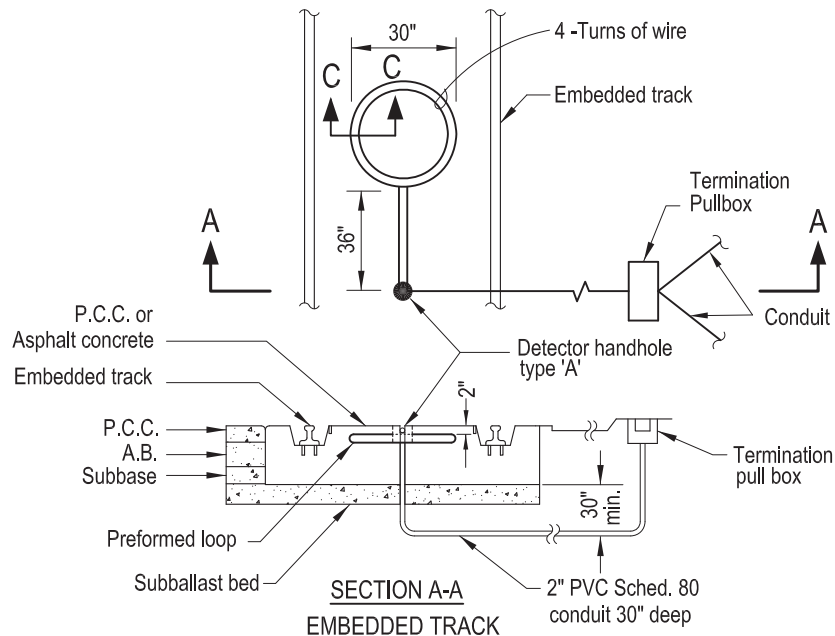 30"
4 -Turns of wire
C
C
Embedded track
Termination
Pullbox
A
A
36"
P.C.C. or
Asphalt concrete
Conduit
Detector handhole
type 'A'
Embedded track
2"
P.C.C.
A.B.
Subbase
Termination
pull box
30"
min.
Preformed loop
Subballast bed
SECTION A-A
EMBEDDED TRACK
2" PVC Sched. 80
conduit 30" deep